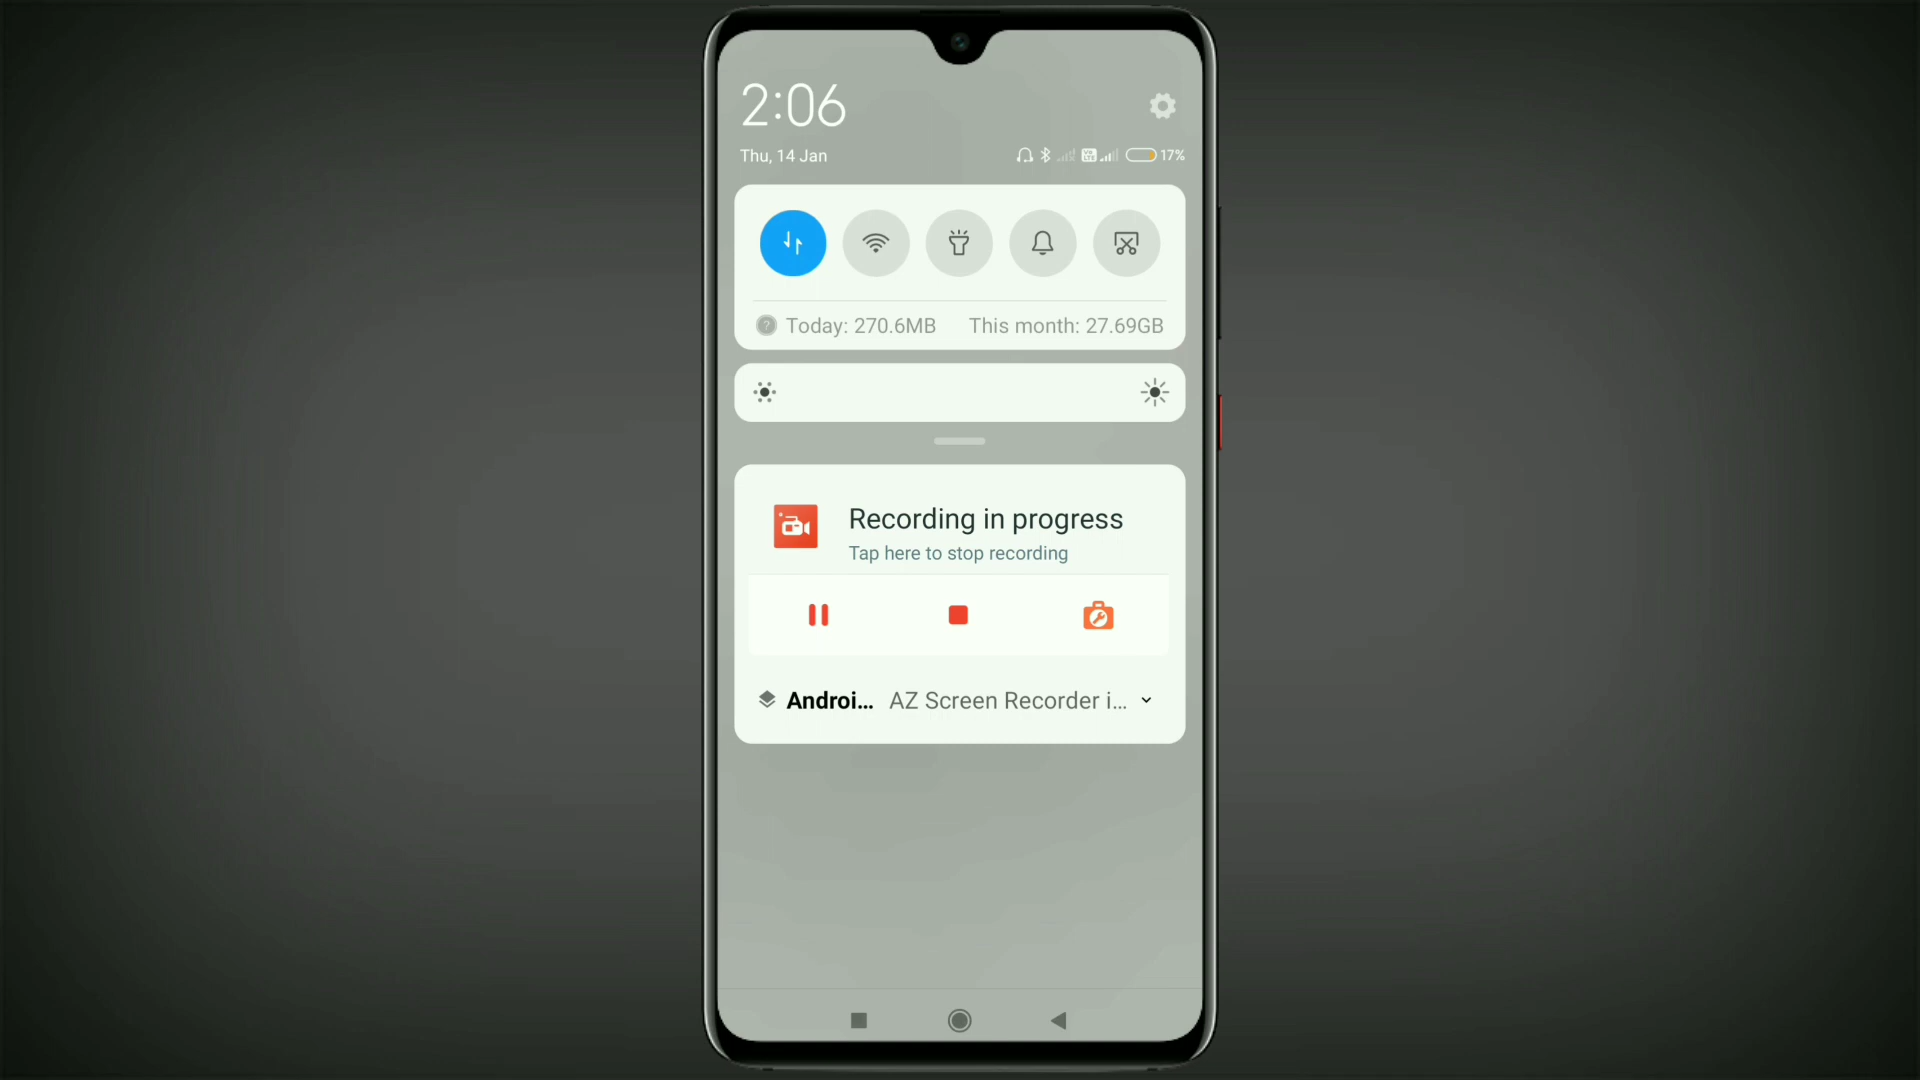 2:06
Thu, 14 Jan
17%
Today: 270.6MB This month: 27.69GB
Recording in progress
Tap here to stop recording
Androi... AZ Screen Recorder i...